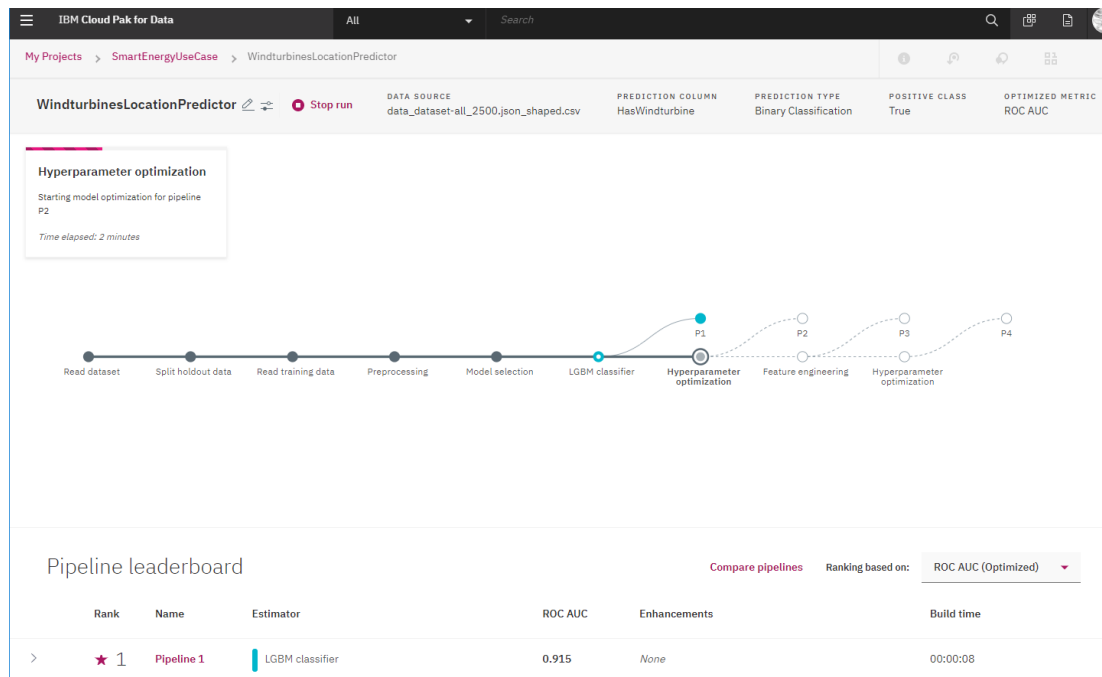 IBM Cloud Pak for Data All Search
My Projects > SmartEnergyUseCase > WindturbinesLocationPredictor
WindturbinesLocationPredictor Stop run
DATA SOURCE PREDICTION COLUMN PREDICTION TYPE POSITIVE CLASS OPTIMIZED METRIC
data_dataset-all_2500.json_shaped.csv HasWindturbine Binary Classification True ROC AUC
Hyperparameter optimization
Starting model optimization for pipeline
P2
Time elapsed: 2 minutes
P1 P2 P3 P4
Read dataset Split holdout data Read training data Preprocessing Model selection LGBM classifier Hyperparameter Feature engineering Hyperparameter
optimization optimization
Pipeline leaderboard
Compare pipelines Ranking based on: ROC AUC (Optimized)
Rank Name Estimator ROC AUC Enhancements Build time
1 Pipeline 1 LGBM classifier 0.915 None 00:00:08